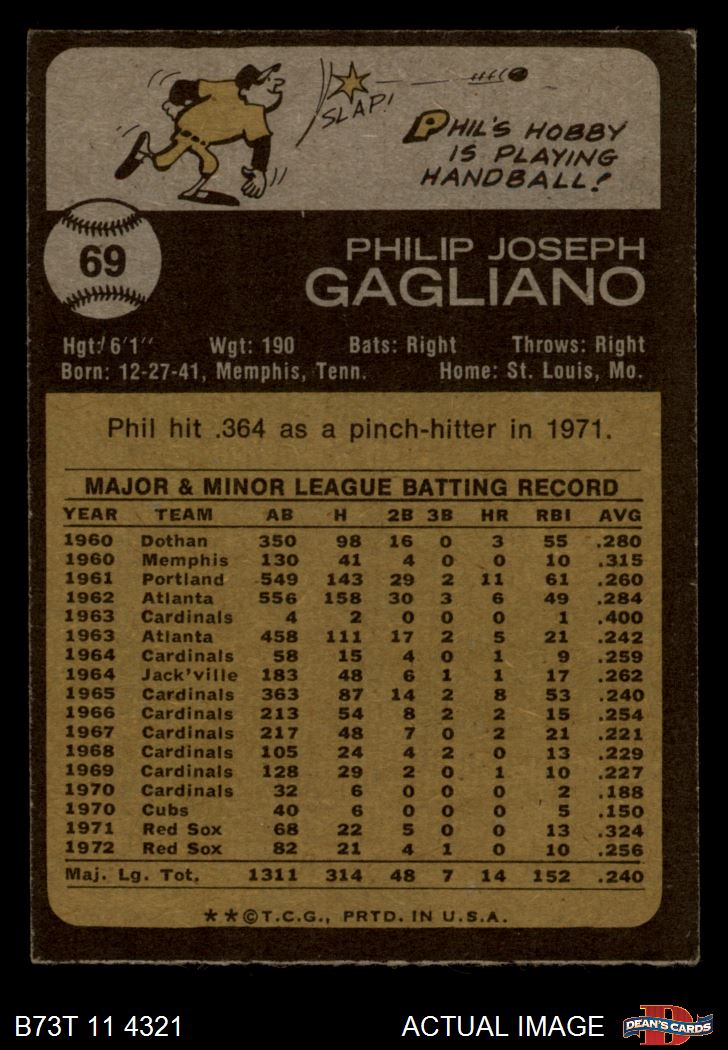 SLAP!
PHIL'S HOBBY
IS PLAYING
HANDBALL!
69
PHILIP JOSEPH
GAGLIANO
Hgt: 6'1" Wgt: 190 Bats: Right Throws: Right
Born: 12-27-41, Memphis, Tenn. Home: St. Louis, Mo.
Phil hit .364 as a pinch-hitter in 1971.
MAJOR & MINOR LEAGUE BATTING RECORD
YEAR TEAM AB H 2B 3B HR RBI AVG
1960 Dothan 350 98 16 0 3 55 .280
1960 Memphis 130 41 4 0 0 10 .315
1961 Portland 549 143 29 2 11 61 .260
1962 Atlanta 556 158 30 3 6 49 .284
1963 Cardinals 4 2 0 0 0 1 .400
1963 Atlanta 458 111 17 2 5 21 .242
1964 Cardinals 58 15 4 0 1 9 .259
1964 Jack'ville 183 48 6 1 1 17 .262
1965 Cardinals 363 87 14 2 8 53 .240
1966 Cardinals 213 54 8 2 2 15 .254
1967 Cardinals 217 48 7 0 2 21 .221
1968 Cardinals 105 24 4 2 0 13 .229
1969 Cardinals 128 29 2 0 1 10 .227
1970 Cardinals 32 6 0 0 0 2 .188
1970 Cubs 40 6 0 0 0 5 .150
1971 Red Sox 68 22 5 0 0 13 .324
1972 Red Sox 82 21 4 1 0 10 .256
Maj. Lg. Tot. 1311 314 48 7 14 152 .240
**©T.C.G., PRTD. IN U.S.A.
B73T 11 4321 ACTUAL IMAGE DEAN'S CARDS